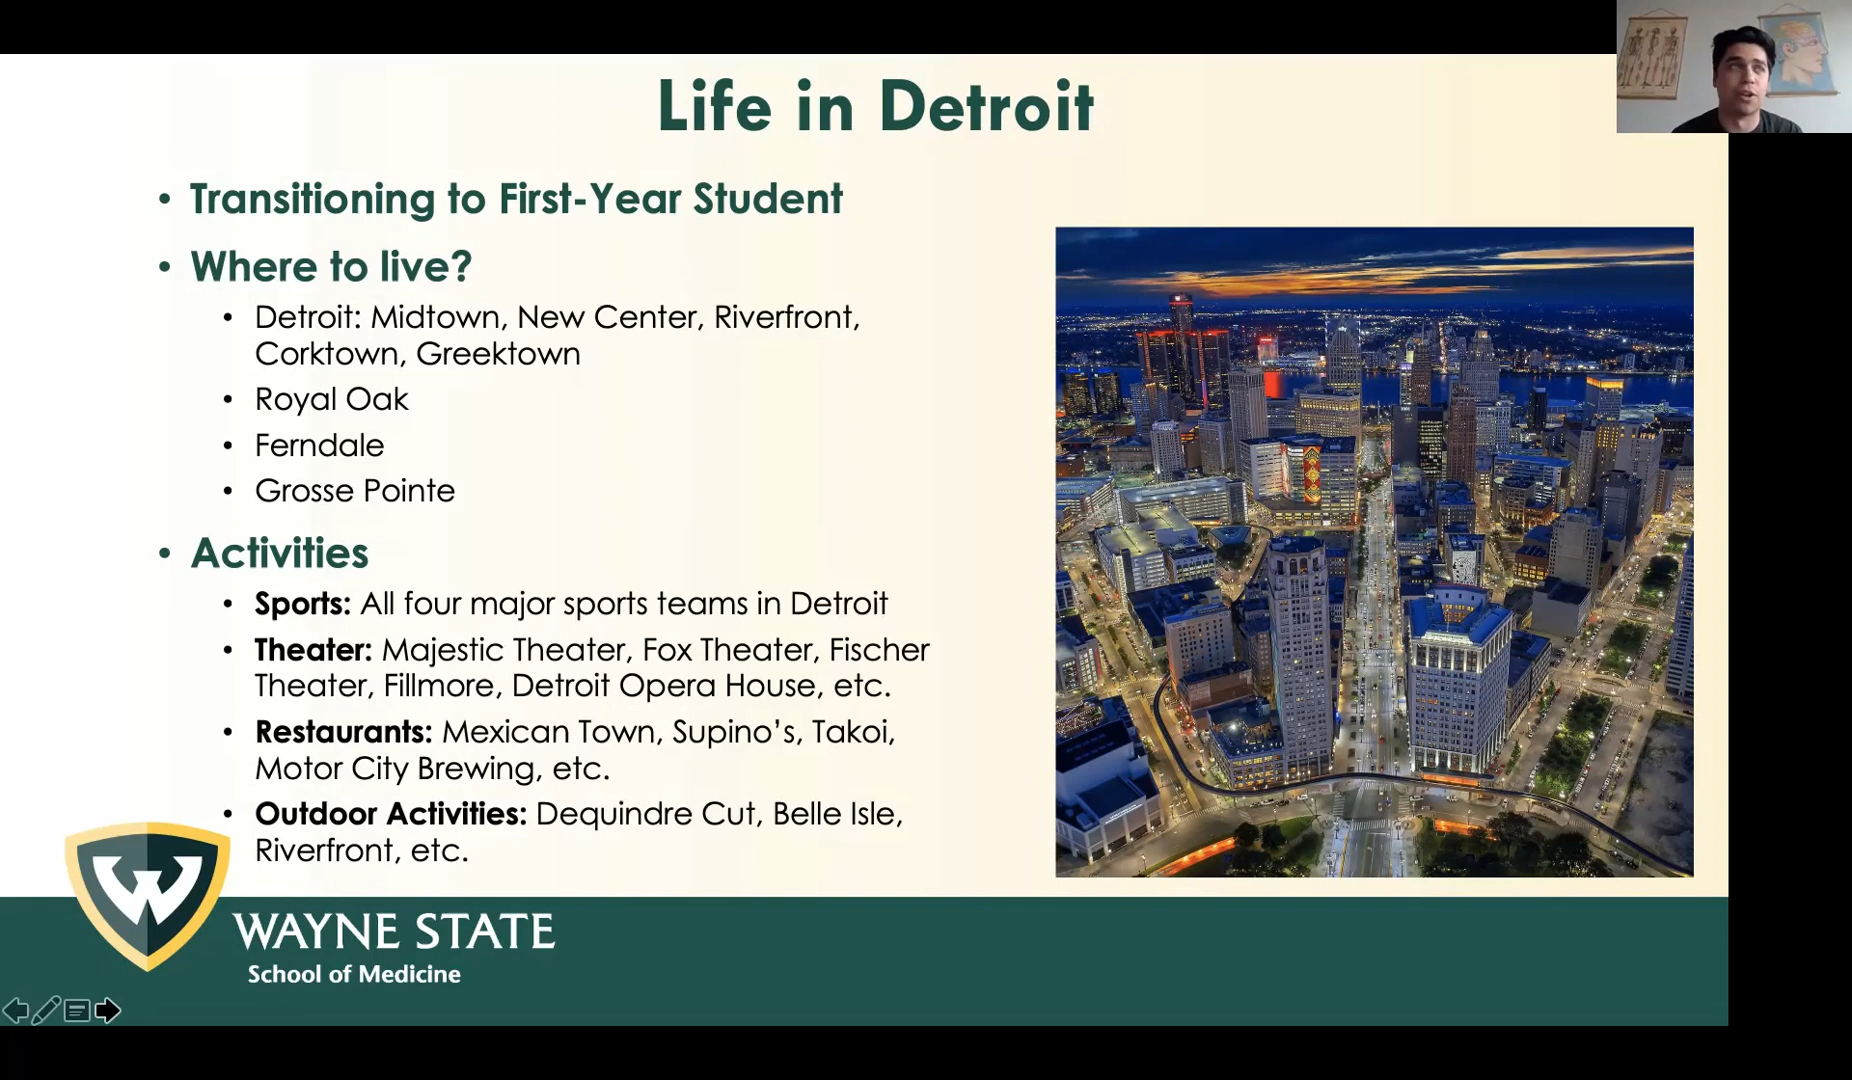 Life in Detroit
• Transitioning to First-Year Student
• Where to live?
• Detroit: Midtown, New Center, Riverfront,
Corktown, Greektown
• Royal Oak
• Ferndale
• Grosse Pointe
• Activities
• Sports: All four major sports teams in Detroit
• Theater: Majestic Theater, Fox Theater, Fischer
Theater, Fillmore, Detroit Opera House, etc.
• Restaurants: Mexican Town, Supino’s, Takoi,
Motor City Brewing, etc.
• Outdoor Activities: Dequindre Cut, Belle Isle,
Riverfront, etc.
W
WAYNE STATE
School of Medicine